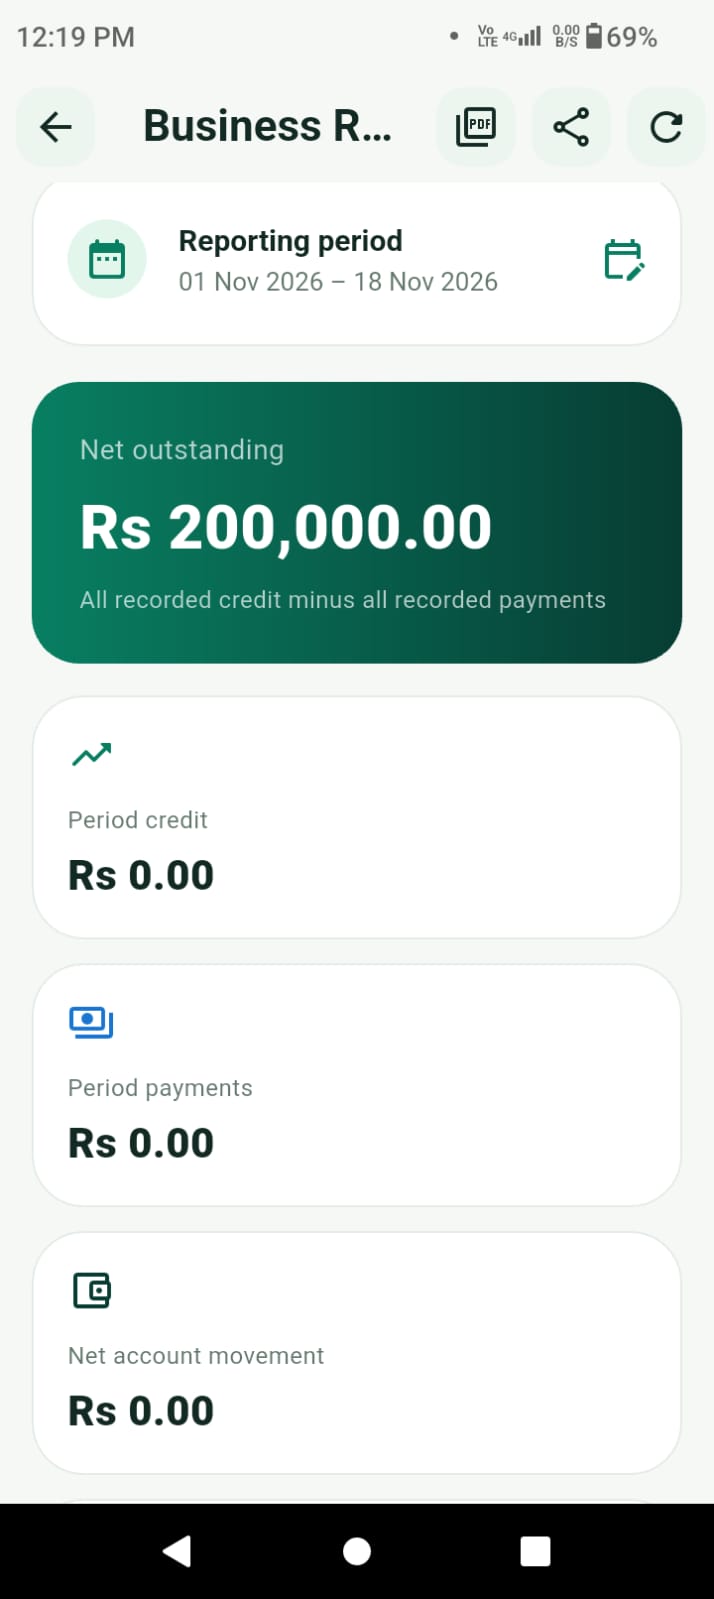 12:19 PM
Vo LTE 4G 0.00 B/S 69%
Business R...
PDF
Reporting period
01 Nov 2026 – 18 Nov 2026
Net outstanding
Rs 200,000.00
All recorded credit minus all recorded payments
Period credit
Rs 0.00
Period payments
Rs 0.00
Net account movement
Rs 0.00